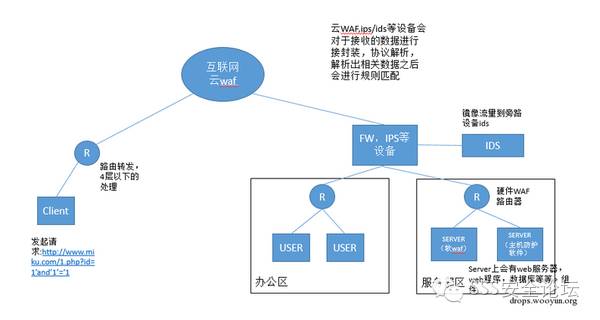 云WAF,ips/ids等设备会
对于接收的数据进行
接封装，协议解析，
解析出相关数据之后
会进行规则匹配
互联网
云waf
R
路由转发，
4层以下的
处理
Client
发起请
求:http://www.mi
ku.com/1.php?id=
1'and'1'='1
FW，IPS等
设备
镜像流量到旁路
设备ids
IDS
R
USER
USER
办公区
R
硬件WAF
路由器
SERVER
（软waf）
SERVER
（主机防护
软件）
Server上会有web服务器，
web程序，数据库等等，组
件
SSS安全论坛
drops.wooyun.org